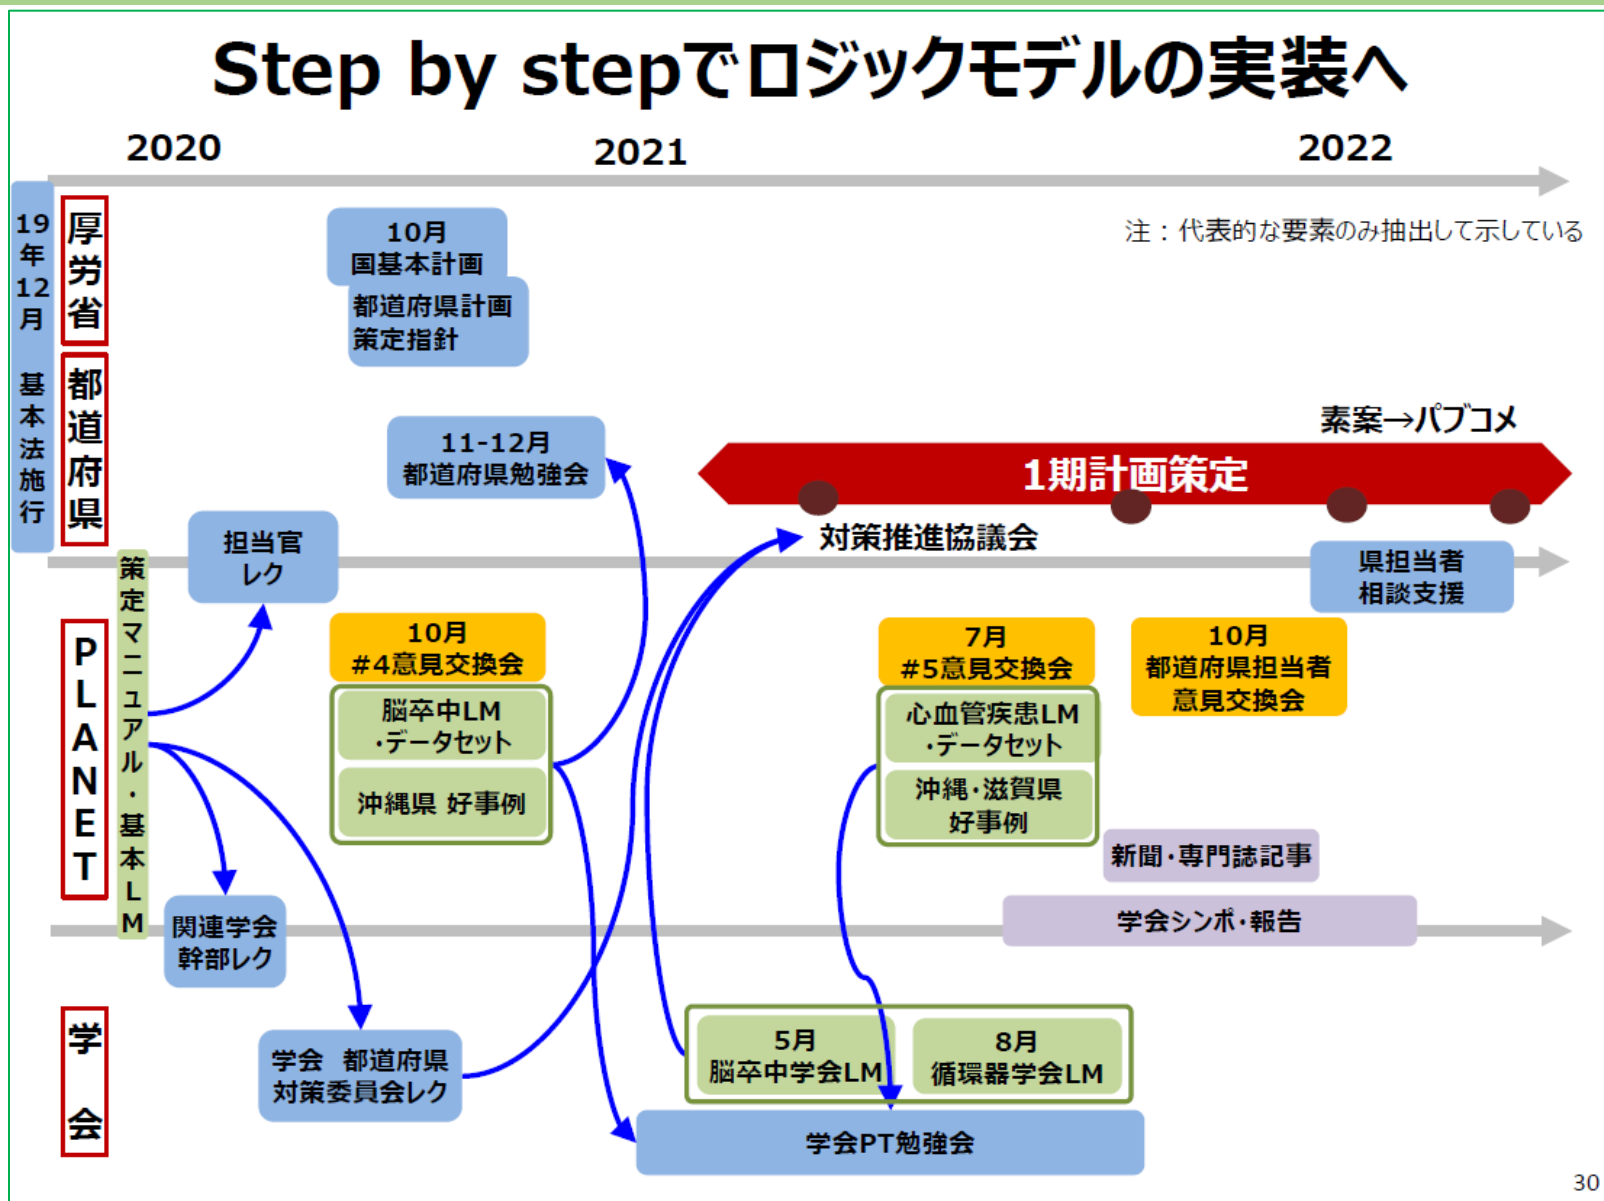 Step by stepでロジックモデルの実装へ
2020
2021
2022
19年12月 基本法施行
厚労省
10月
国基本計画
都道府県計画
策定指針
注：代表的な要素のみ抽出して示している
都道府県
11-12月
都道府県勉強会
素案→パブコメ
1期計画策定
対策推進協議会
担当官
レク
県担当者
相談支援
策定マニュアル・基本LM
PLANET
10月
#4意見交換会
脳卒中LM
・データセット
沖縄県 好事例
7月
#5意見交換会
心血管疾患LM
・データセット
沖縄・滋賀県
好事例
10月
都道府県担当者
意見交換会
新聞・専門誌記事
学会シンポ・報告
関連学会
幹部レク
学会
学会 都道府県
対策委員会レク
5月
脳卒中学会LM
8月
循環器学会LM
学会PT勉強会
30